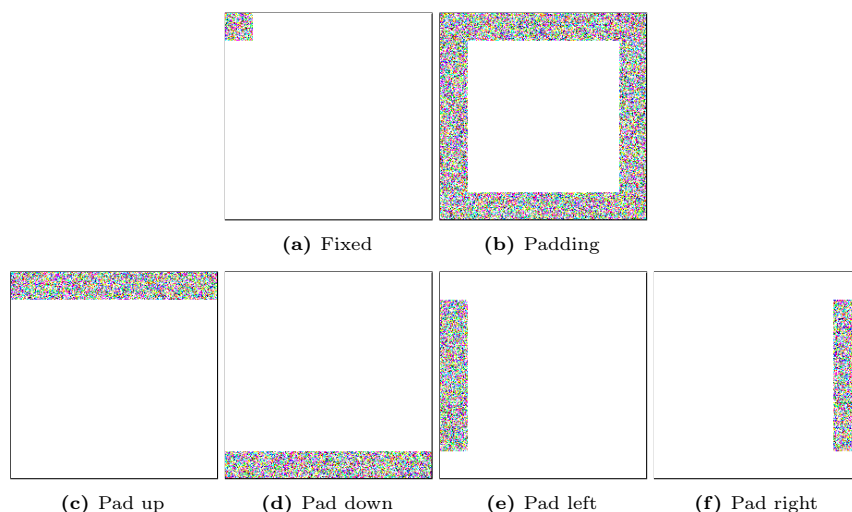 (a) Fixed
(b) Padding
(c) Pad up
(d) Pad down
(e) Pad left
(f) Pad right